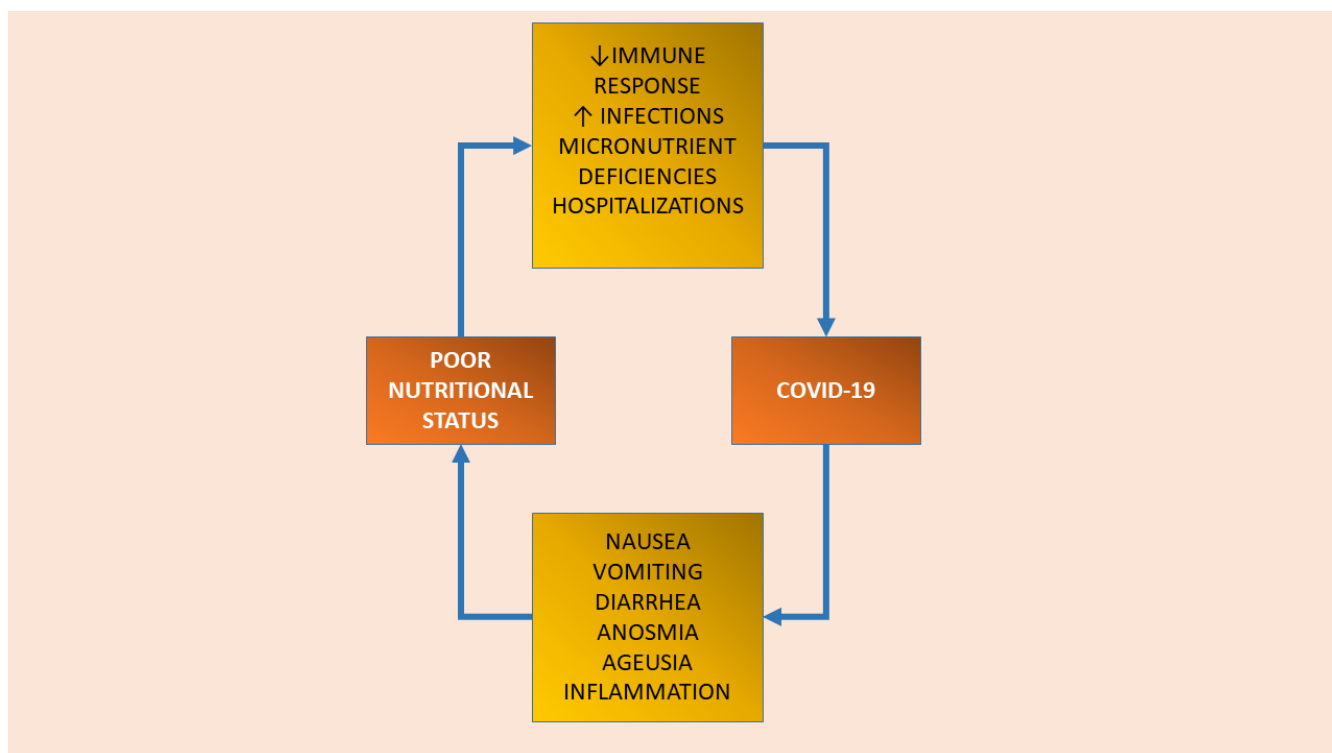 ↓IMMUNE
RESPONSE
↑ INFECTIONS
MICRONUTRIENT
DEFICIENCIES
HOSPITALIZATIONS
POOR
NUTRITIONAL
STATUS
COVID-19
NAUSEA
VOMITING
DIARRHEA
ANOSMIA
AGEUSIA
INFLAMMATION